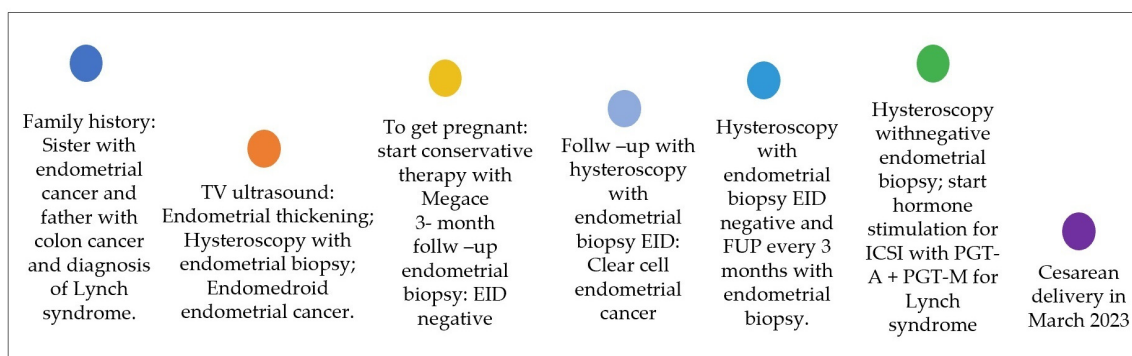 Family history:
Sister with
endometrial
cancer and
father with
colon cancer
and diagnosis
of Lynch
syndrome.
TV ultrasound:
Endometrial thickening;
Hysteroscopy with
endometrial biopsy;
Endomedroid
endometrial cancer.
To get pregnant:
start conservative
therapy with
Megace
3- month
follw –up
endometrial
biopsy: EID
negative
Follw –up with
hysteroscopy
with
endometrial
biopsy EID:
Clear cell
endometrial
cancer
Hysteroscopy
with
endometrial
biopsy EID
negative and
FUP every 3
months with
endometrial
biopsy.
Hysteroscopy
withnegative
endometrial
biopsy; start
hormone
stimulation for
ICSI with PGT-
A + PGT-M for
Lynch
syndrome
Cesarean
delivery in
March 2023